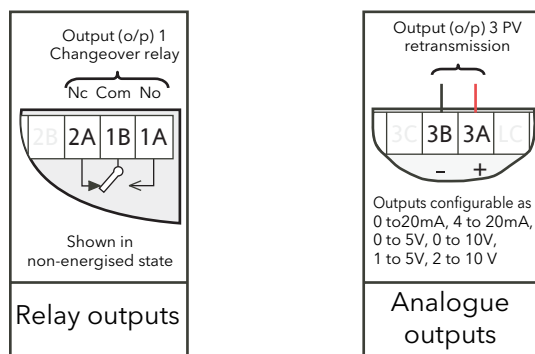 Output (o/p) 1
Changeover relay
Nc Com No
2B 2A 1B 1A
Shown in
non-energised state
Relay outputs
Output (o/p) 3 PV
retransmission
3C 3B 3A LC
- +
Outputs configurable as
0 to20mA, 4 to 20mA,
0 to 5V, 0 to 10V,
1 to 5V, 2 to 10 V
Analogue
outputs